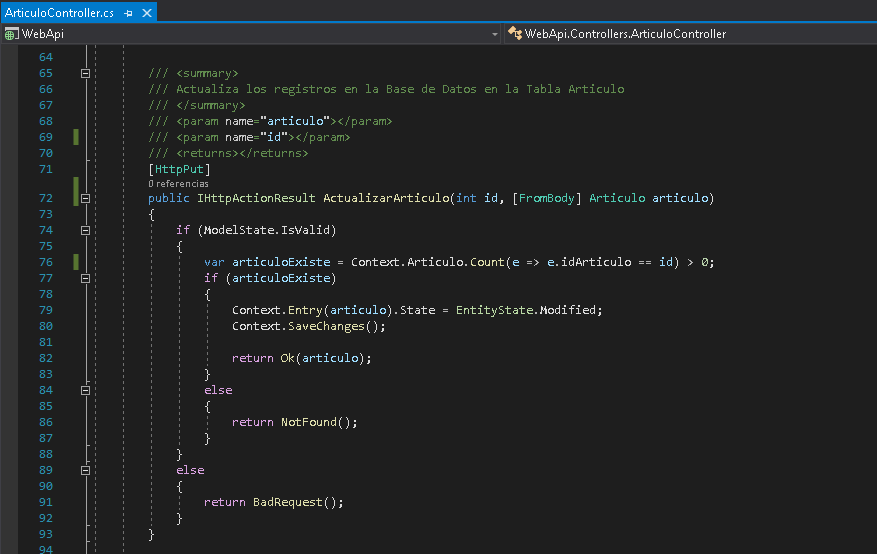 ArticuloController.cs
WebApi WebApi.Controllers.ArticuloController
64
65 /// <summary>
66 /// Actualiza los registros en la Base de Datos en la Tabla Articulo
67 /// </summary>
68 /// <param name="articulo"></param>
69 /// <param name="id"></param>
70 /// <returns></returns>
71 [HttpPut]
0 referencias
72 public IHttpActionResult ActualizarArticulo(int id, [FromBody] Articulo articulo)
73 {
74 if (ModelState.IsValid)
75 {
76 var articuloExiste = Context.Articulo.Count(e => e.idArticulo == id) > 0;
77 if (articuloExiste)
78 {
79 Context.Entry(articulo).State = EntityState.Modified;
80 Context.SaveChanges();
81
82 return Ok(articulo);
83 }
84 else
85 {
86 return NotFound();
87 }
88 }
89 else
90 {
91 return BadRequest();
92 }
93 }
94